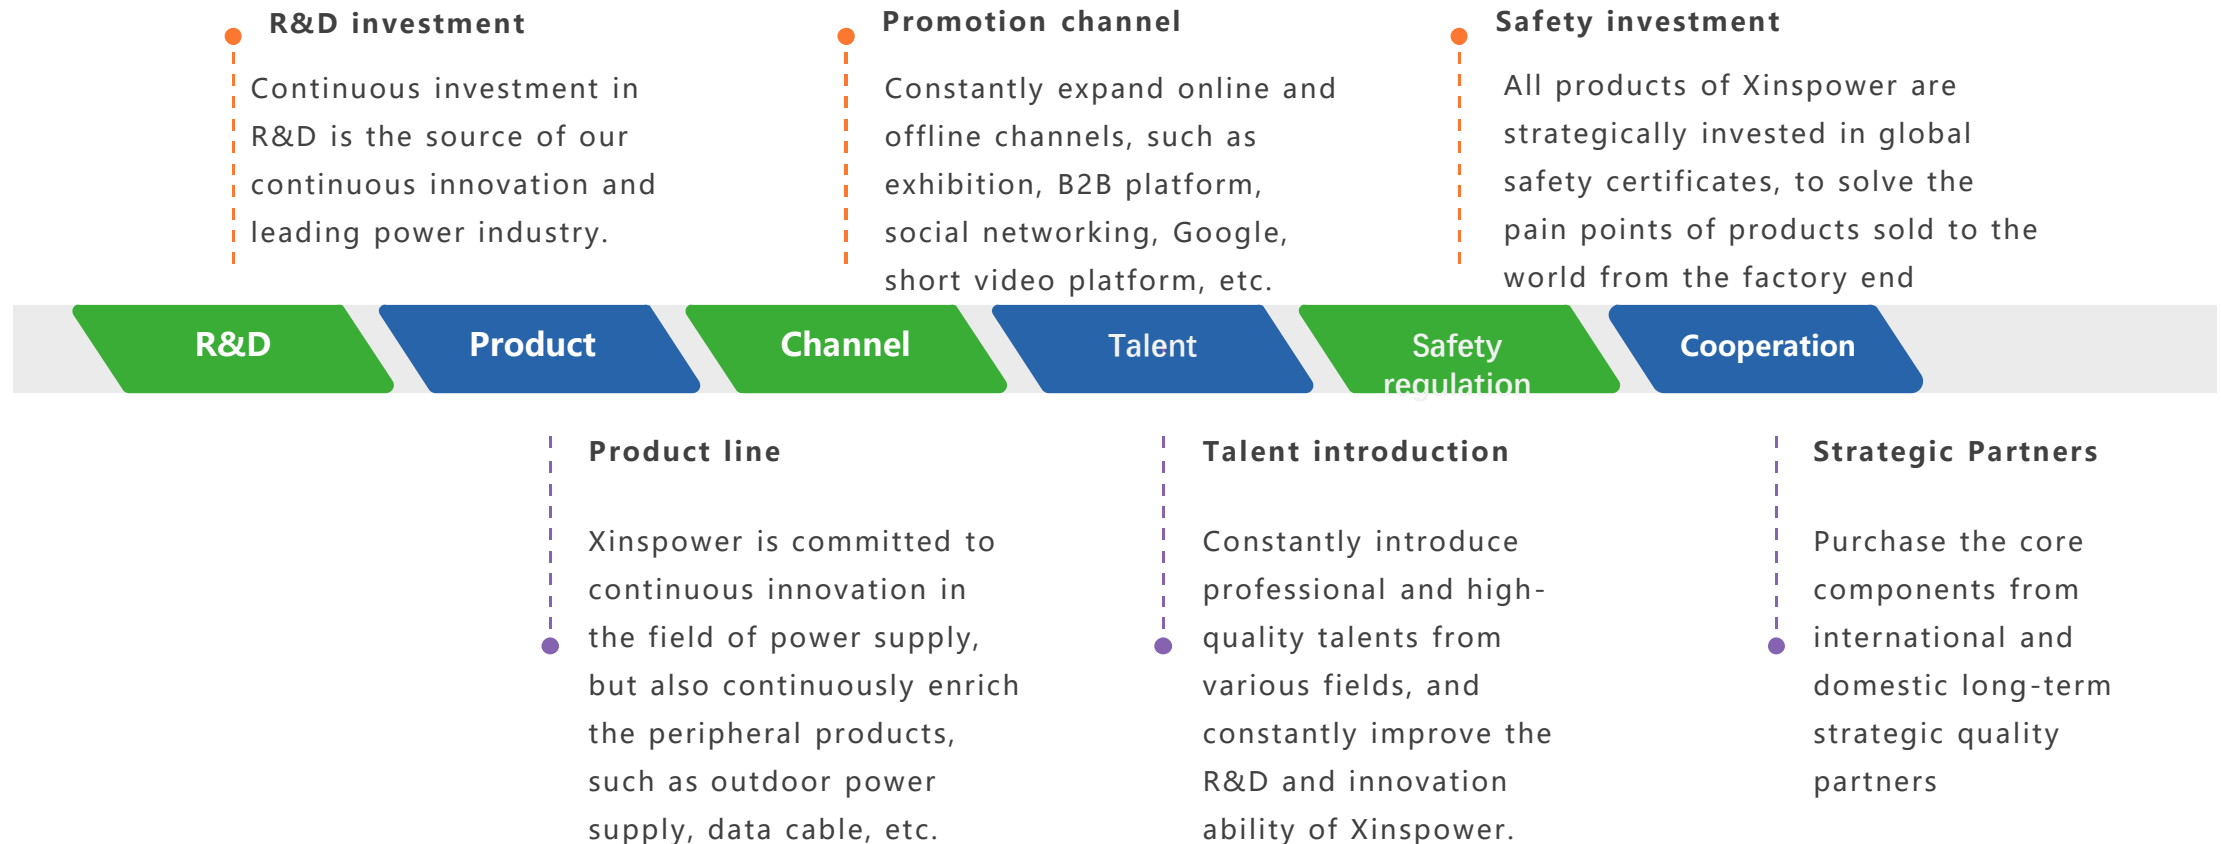 R&D investment
Continuous investment in
R&D is the source of our
continuous innovation and
leading power industry.
Promotion channel
Constantly expand online and
offline channels, such as
exhibition, B2B platform,
social networking, Google,
short video platform, etc.
Safety investment
All products of Xinspower are
strategically invested in global
safety certificates, to solve the
pain points of products sold to the
world from the factory end
R&D
Product
Channel
Talent
Safety
regulation
Cooperation
Product line
Xinspower is committed to
continuous innovation in
the field of power supply,
but also continuously enrich
the peripheral products,
such as outdoor power
supply, data cable, etc.
Talent introduction
Constantly introduce
professional and high-
quality talents from
various fields, and
constantly improve the
R&D and innovation
ability of Xinspower.
Strategic Partners
Purchase the core
components from
international and
domestic long-term
strategic quality
partners